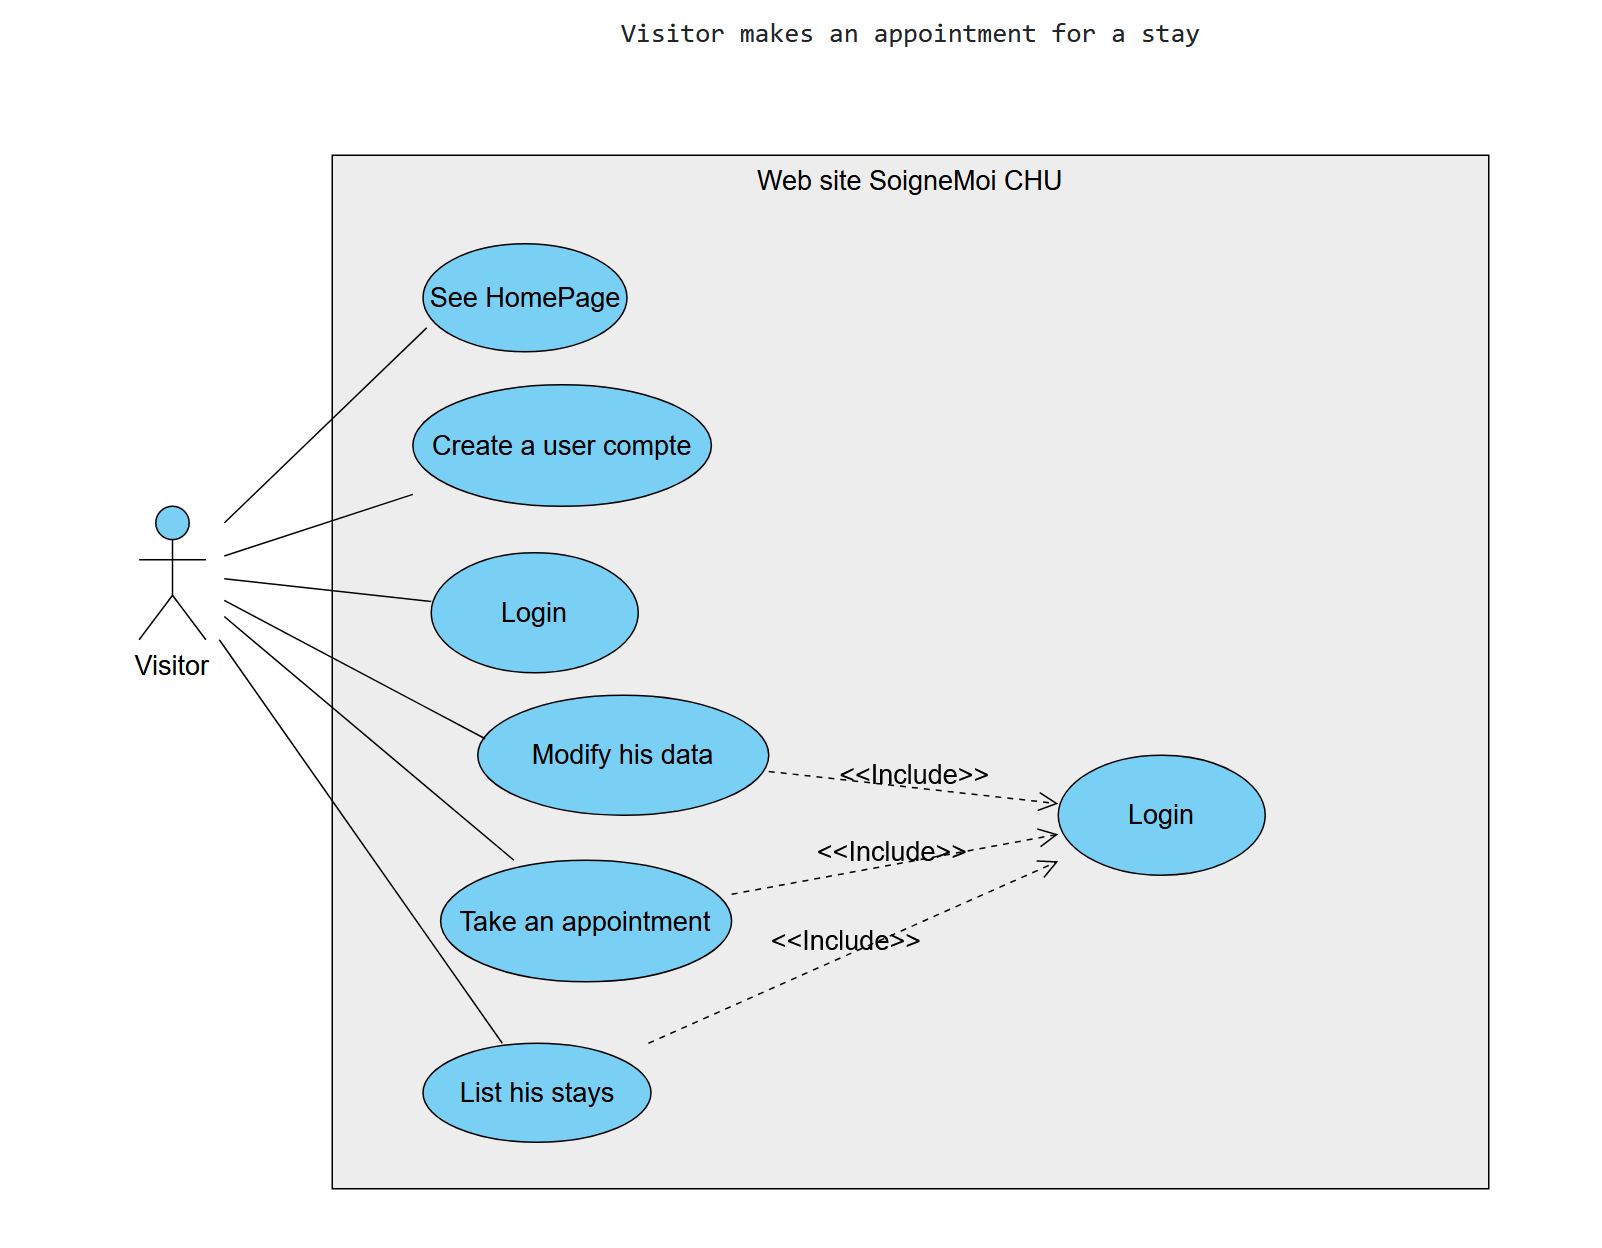 Visitor makes an appointment for a stay
Web site SoigneMoi CHU
See HomePage
Create a user compte
Login
Visitor
Modify his data
<<Include>>
Login
<<Include>>
Take an appointment
<<Include>>
List his stays